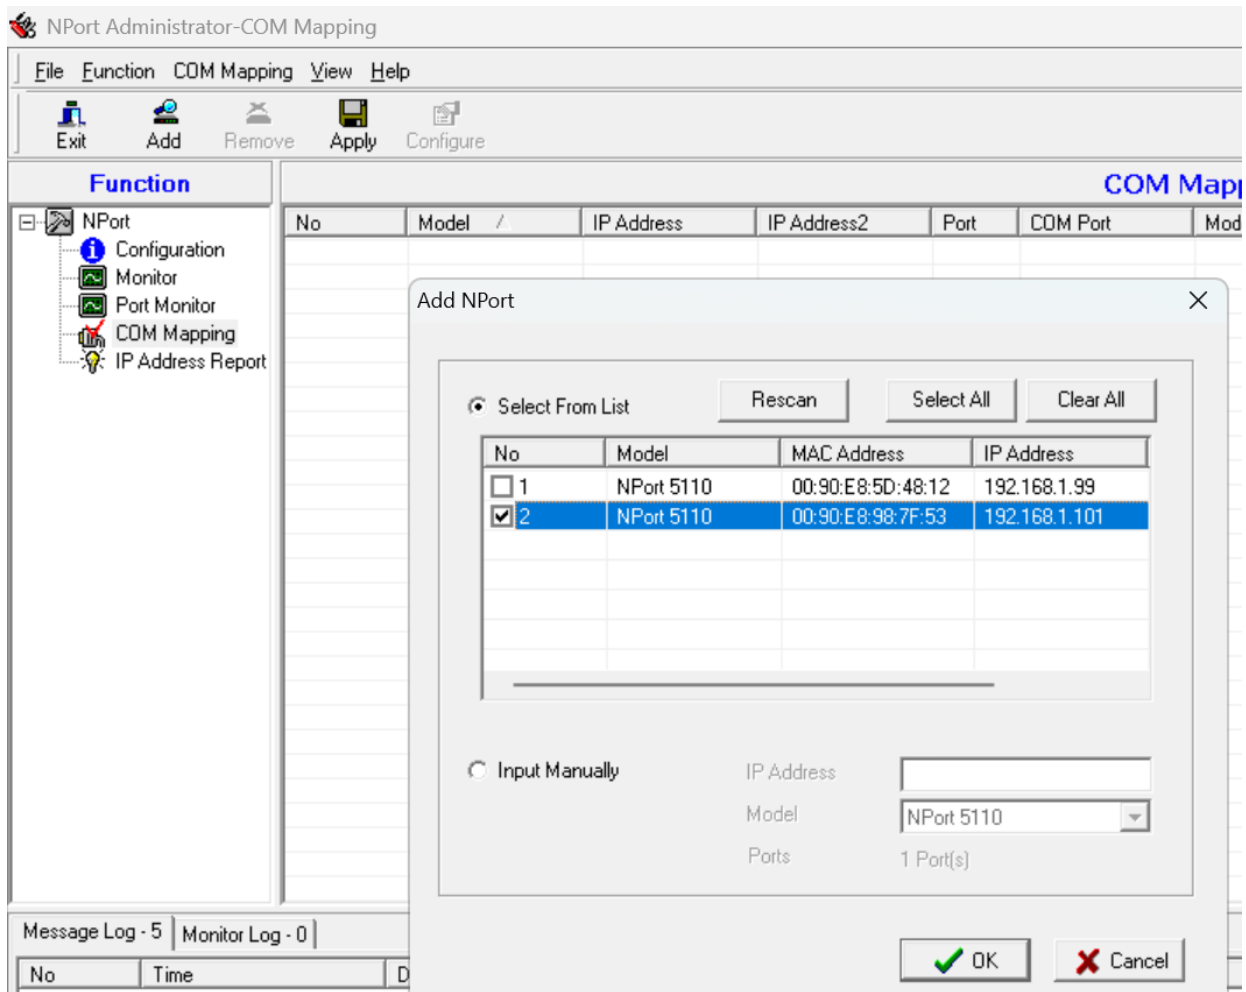 NPort Administrator-COM Mapping
File Function COM Mapping View Help
Exit Add Remove Apply Configure
Function
COM Mapp
NPort
Configuration
Monitor
Port Monitor
COM Mapping
IP Address Report
No Model IP Address IP Address2 Port COM Port Mod
Add NPort
Select From List Rescan Select All Clear All
No Model MAC Address IP Address
1 NPort 5110 00:90:E8:5D:48:12 192.168.1.99
2 NPort 5110 00:90:E8:98:7F:53 192.168.1.101
Input Manually IP Address
Model NPort 5110
Ports 1 Port(s)
OK Cancel
Message Log - 5 Monitor Log - 0
No Time D